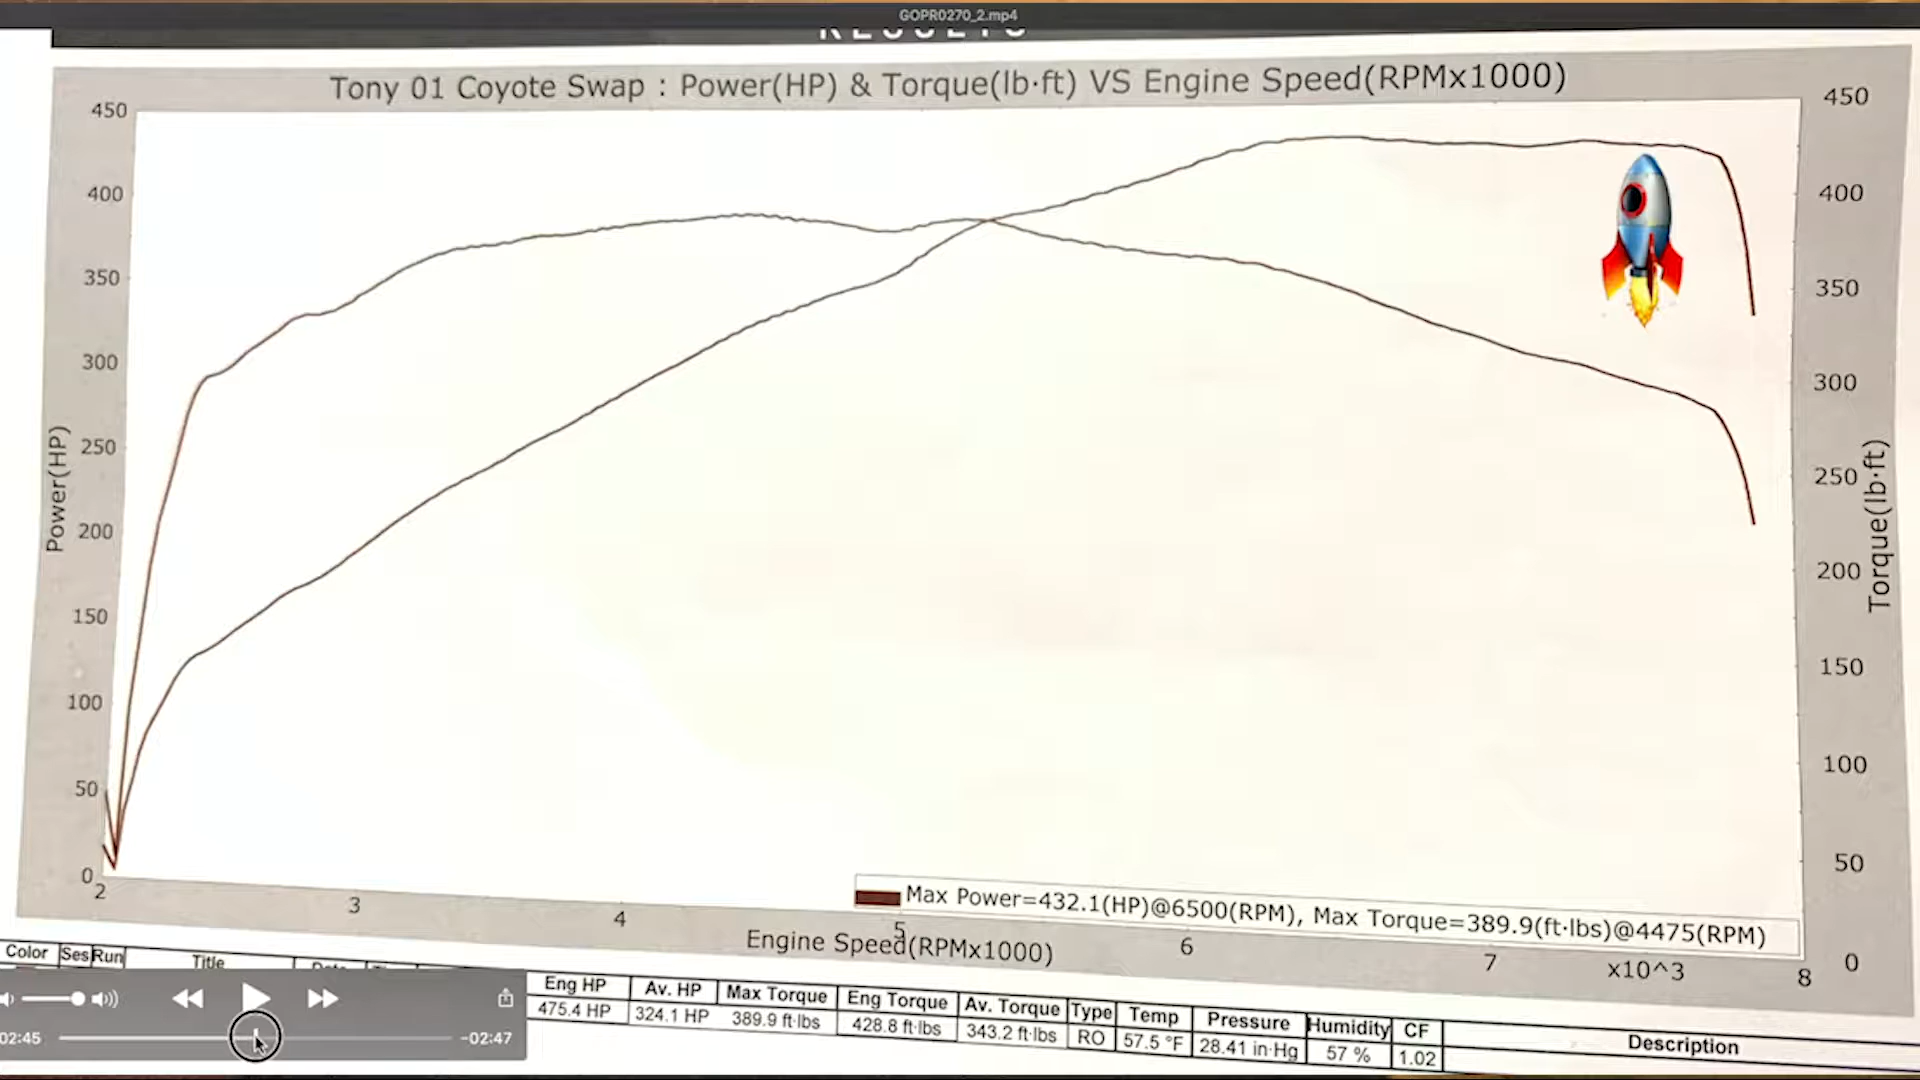 GOPR0270_2.mp4
RESULTS
Tony 01 Coyote Swap : Power(HP) & Torque(lb·ft) VS Engine Speed(RPMx1000)
450
400
350
300
250
200
150
100
50
0
Power(HP)
450
400
350
300
250
200
150
100
50
0
Torque(lb·ft)
2 3 4 5 6 7 8
x10^3
Engine Speed(RPMx1000)
Max Power=432.1(HP)@6500(RPM), Max Torque=389.9(ft·lbs)@4475(RPM)
Color Ses Run Title Eng HP Av. HP Max Torque Eng Torque Av. Torque Type Temp Pressure Humidity CF Description
475.4 HP 324.1 HP 389.9 ft·lbs 428.8 ft·lbs 343.2 ft·lbs RO 57.5 °F 28.41 in·Hg 57 % 1.02
02:45 -02:47